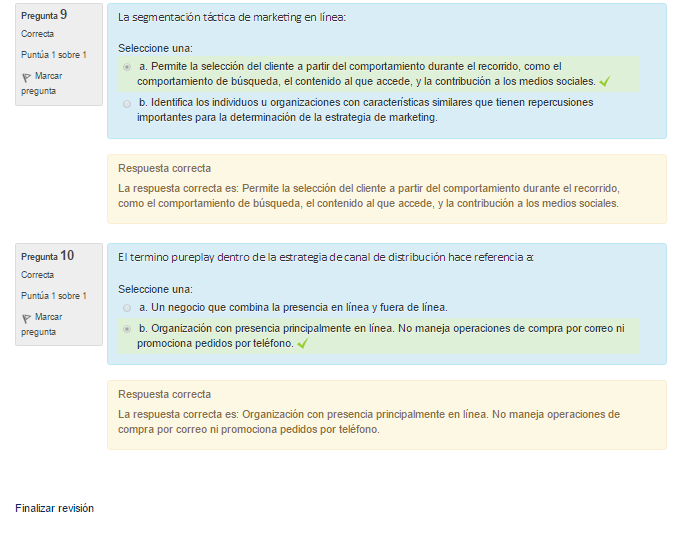 Pregunta 9
Correcta
Puntúa 1 sobre 1
Marcar
pregunta
La segmentación táctica de marketing en línea:
Seleccione una:
a. Permite la selección del cliente a partir del comportamiento durante el recorrido, como el
comportamiento de búsqueda, el contenido al que accede, y la contribución a los medios sociales.
b. Identifica los individuos u organizaciones con características similares que tienen repercusiones
importantes para la determinación de la estrategia de marketing.
Respuesta correcta
La respuesta correcta es: Permite la selección del cliente a partir del comportamiento durante el recorrido,
como el comportamiento de búsqueda, el contenido al que accede, y la contribución a los medios sociales.
Pregunta 10
Correcta
Puntúa 1 sobre 1
Marcar
pregunta
El termino pureplay dentro de la estrategia de canal de distribución hace referencia a:
Seleccione una:
a. Un negocio que combina la presencia en línea y fuera de línea.
b. Organización con presencia principalmente en línea. No maneja operaciones de compra por correo ni
promociona pedidos por teléfono.
Respuesta correcta
La respuesta correcta es: Organización con presencia principalmente en línea. No maneja operaciones de
compra por correo ni promociona pedidos por teléfono.
Finalizar revisión